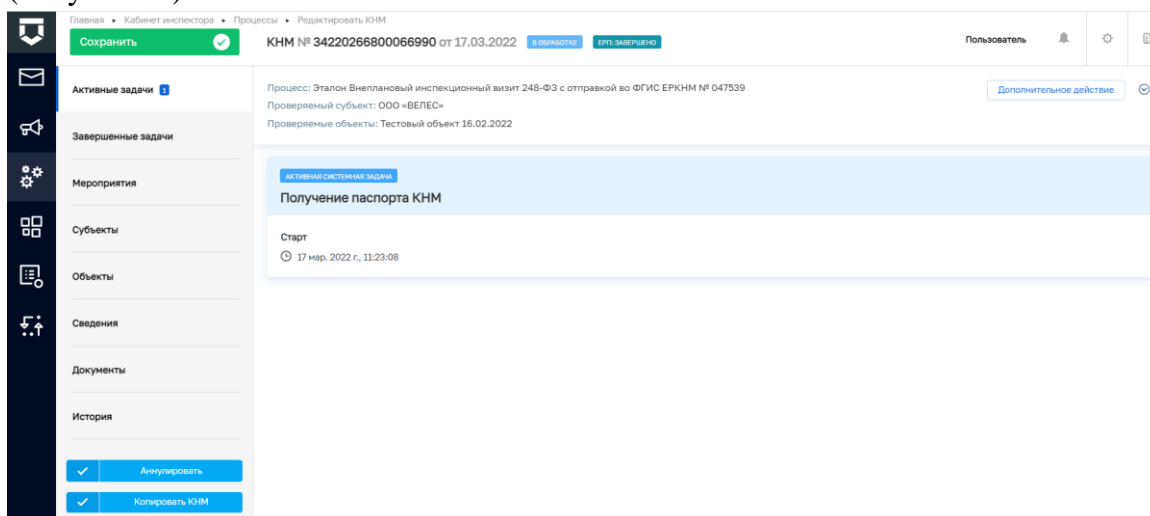 Главная ▸ Кабинет инспектора ▸ Процессы ▸ Редактировать КНМ
Сохранить
КНМ № 34220266800066990 от 17.03.2022 В ОБРАБОТКЕ ЕРП: ЗАВЕРШЕНО
Пользователь
Активные задачи 1
Завершенные задачи
Мероприятия
Субъекты
Объекты
Сведения
Документы
История
Аннулировать
Копировать КНМ
Процесс: Эталон Внеплановый инспекционный визит 248-ФЗ с отправкой во ФГИС ЕРКНМ № 047539
Проверяемый субъект: ООО «ВЕЛЕС»
Проверяемые объекты: Тестовый объект 16.02.2022
Дополнительное действие
АКТИВНАЯ СИСТЕМНАЯ ЗАДАЧА
Получение паспорта КНМ
Старт
17 мар. 2022 г., 11:23:08